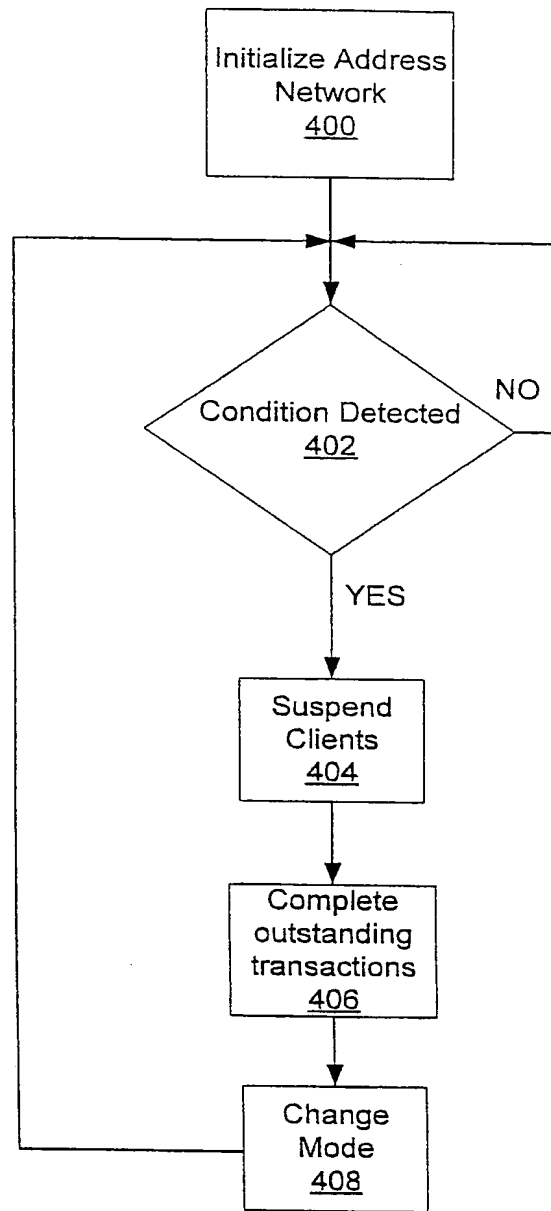 Initialize Address
Network
400
Condition Detected
402
NO
YES
Suspend
Clients
404
Complete
outstanding
transactions
406
Change
Mode
408